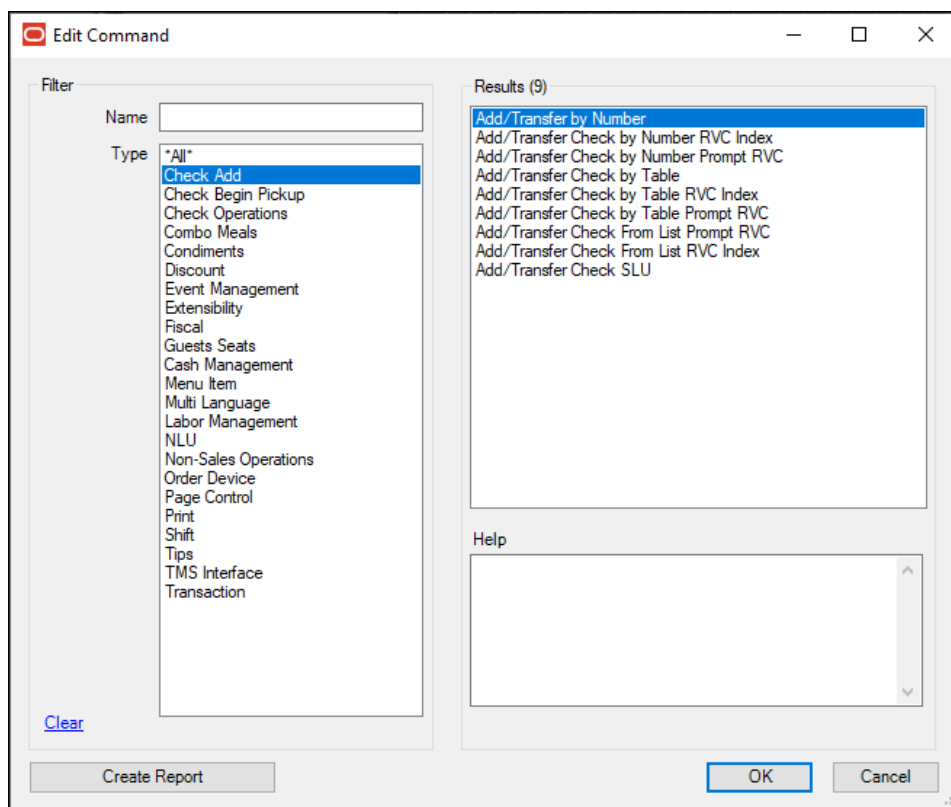 Edit Command
Filter
Name
Type
*All*
Check Add
Check Begin Pickup
Check Operations
Combo Meals
Condiments
Discount
Event Management
Extensibility
Fiscal
Guests Seats
Cash Management
Menu Item
Multi Language
Labor Management
NLU
Non-Sales Operations
Order Device
Page Control
Print
Shift
Tips
TMS Interface
Transaction
Clear
Results (9)
Add/Transfer by Number
Add/Transfer Check by Number RVC Index
Add/Transfer Check by Number Prompt RVC
Add/Transfer Check by Table
Add/Transfer Check by Table RVC Index
Add/Transfer Check by Table Prompt RVC
Add/Transfer Check From List Prompt RVC
Add/Transfer Check From List RVC Index
Add/Transfer Check SLU
Help
Create Report
OK
Cancel